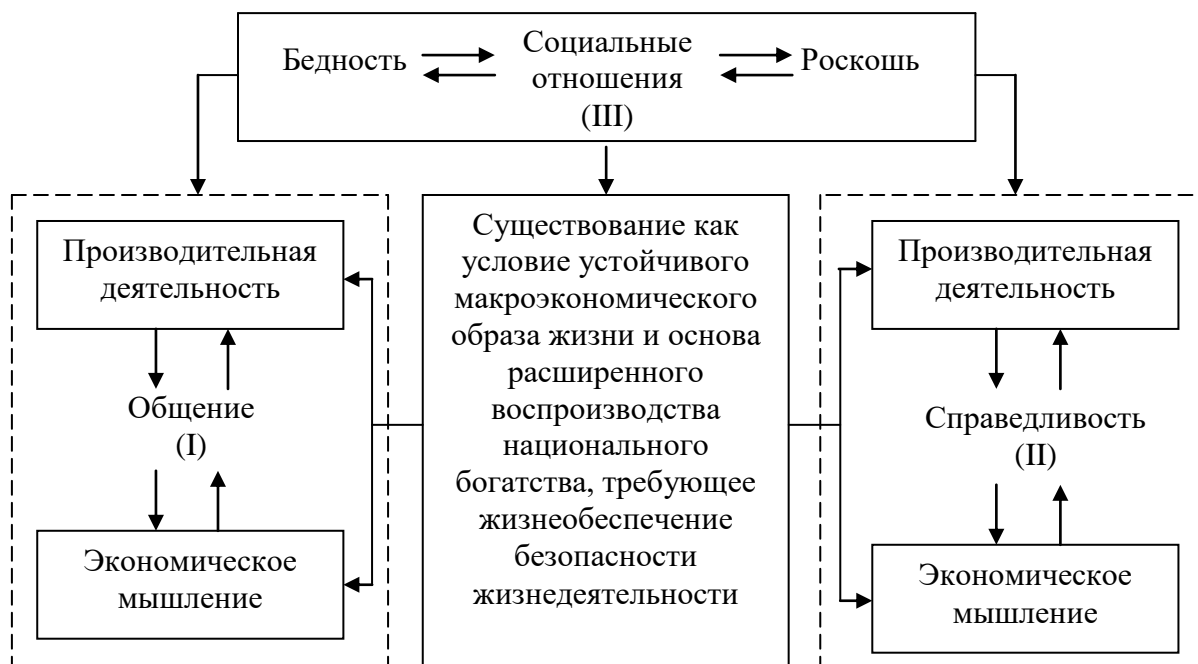 Бедность
Социальные
отношения
(III)
Роскошь
Производительная
деятельность
Общение
(I)
Экономическое
мышление
Существование как
условие устойчивого
макроэкономического
образа жизни и основа
расширенного
воспроизводства
национального
богатства, требующее
жизнеобеспечение
безопасности
жизнедеятельности
Производительная
деятельность
Справедливость
(II)
Экономическое
мышление